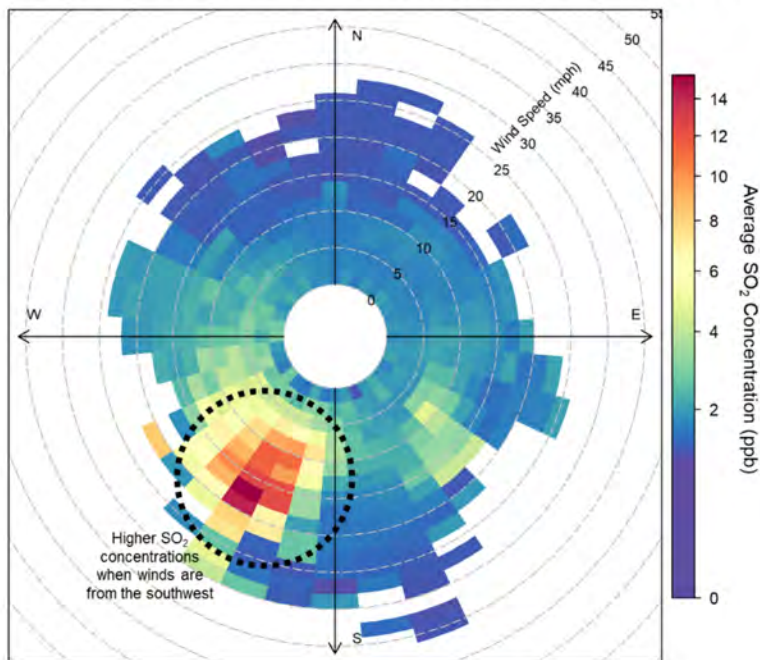 N
55
50
45
40
35
30
25
20
15
10
5
0
Wind Speed (mph)
W
E
S
Higher SO₂
concentrations
when winds are
from the southwest
14
12
10
8
6
4
2
0
Average SO₂ Concentration (ppb)